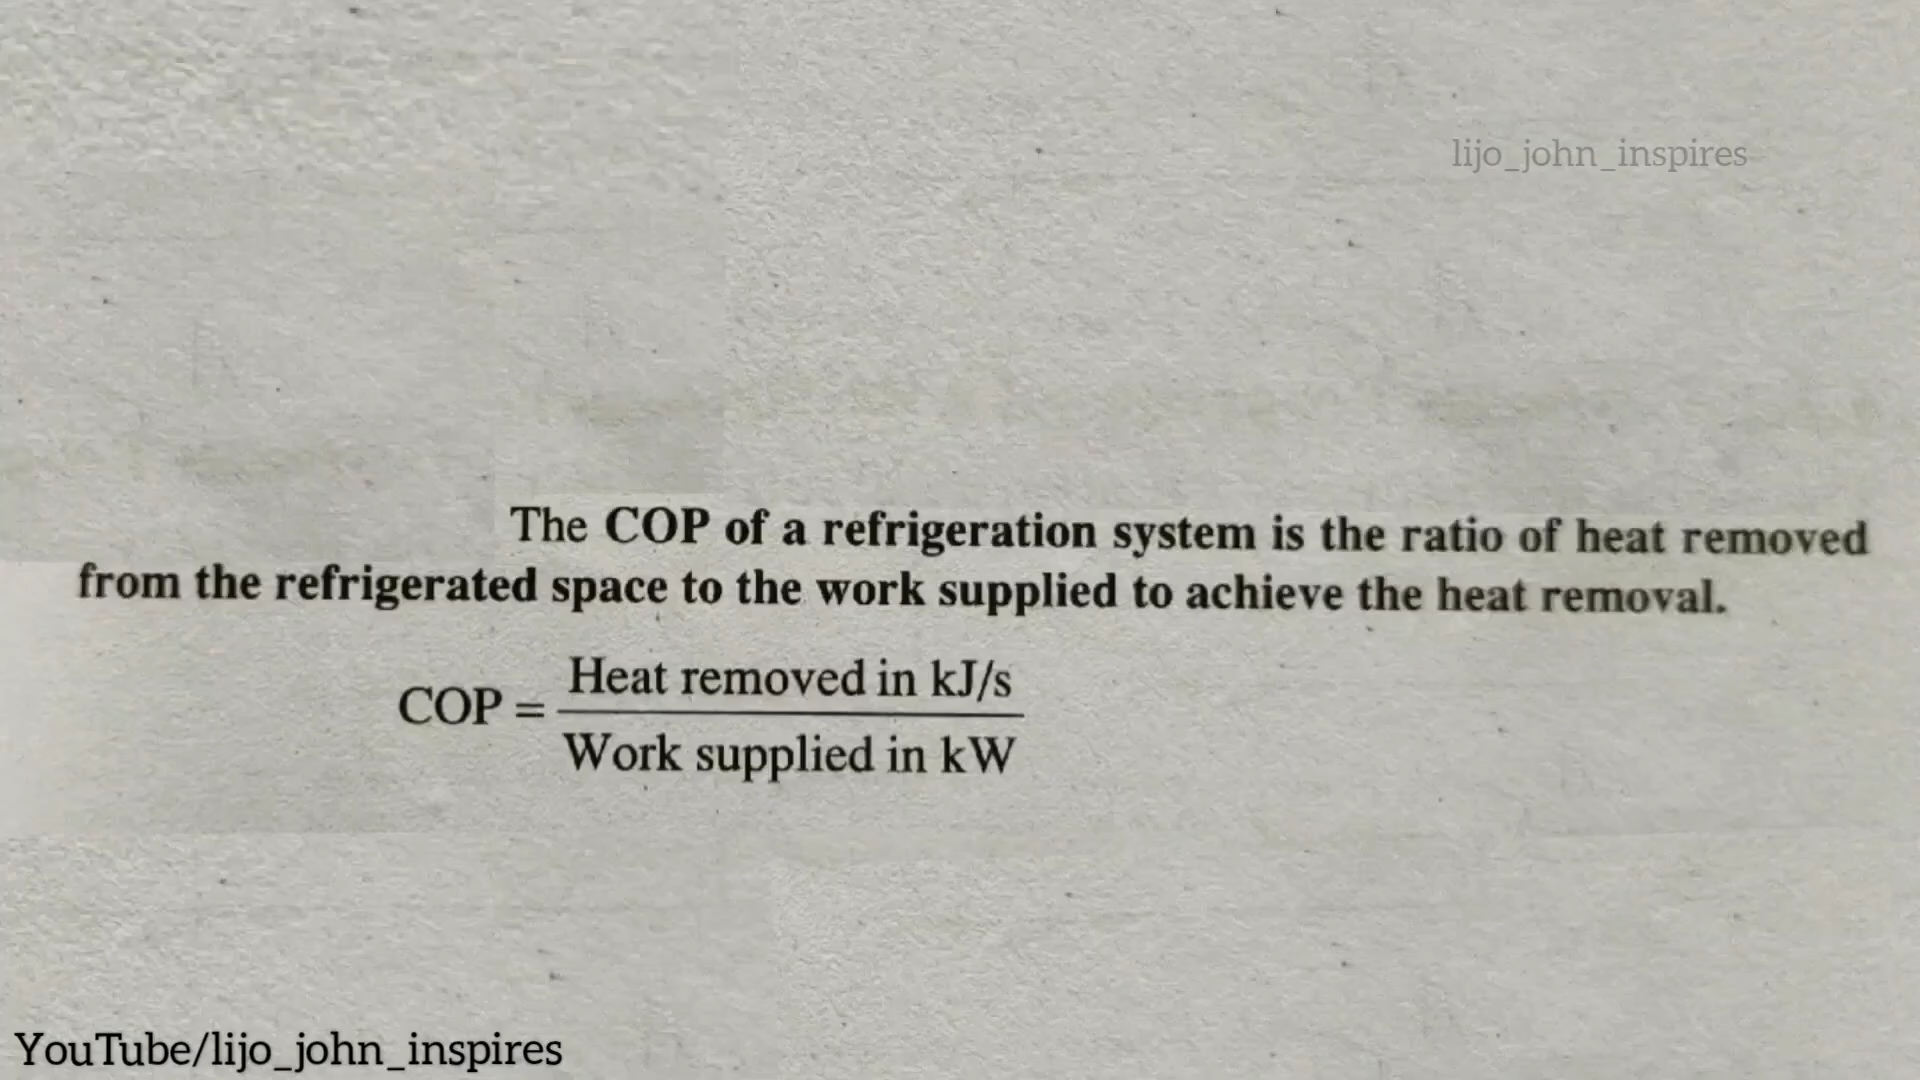 lijo_john_inspires
The COP of a refrigeration system is the ratio of heat removed
from the refrigerated space to the work supplied to achieve the heat removal.
COP = Heat removed in kJ/s
Work supplied in kW
YouTube/lijo_john_inspires